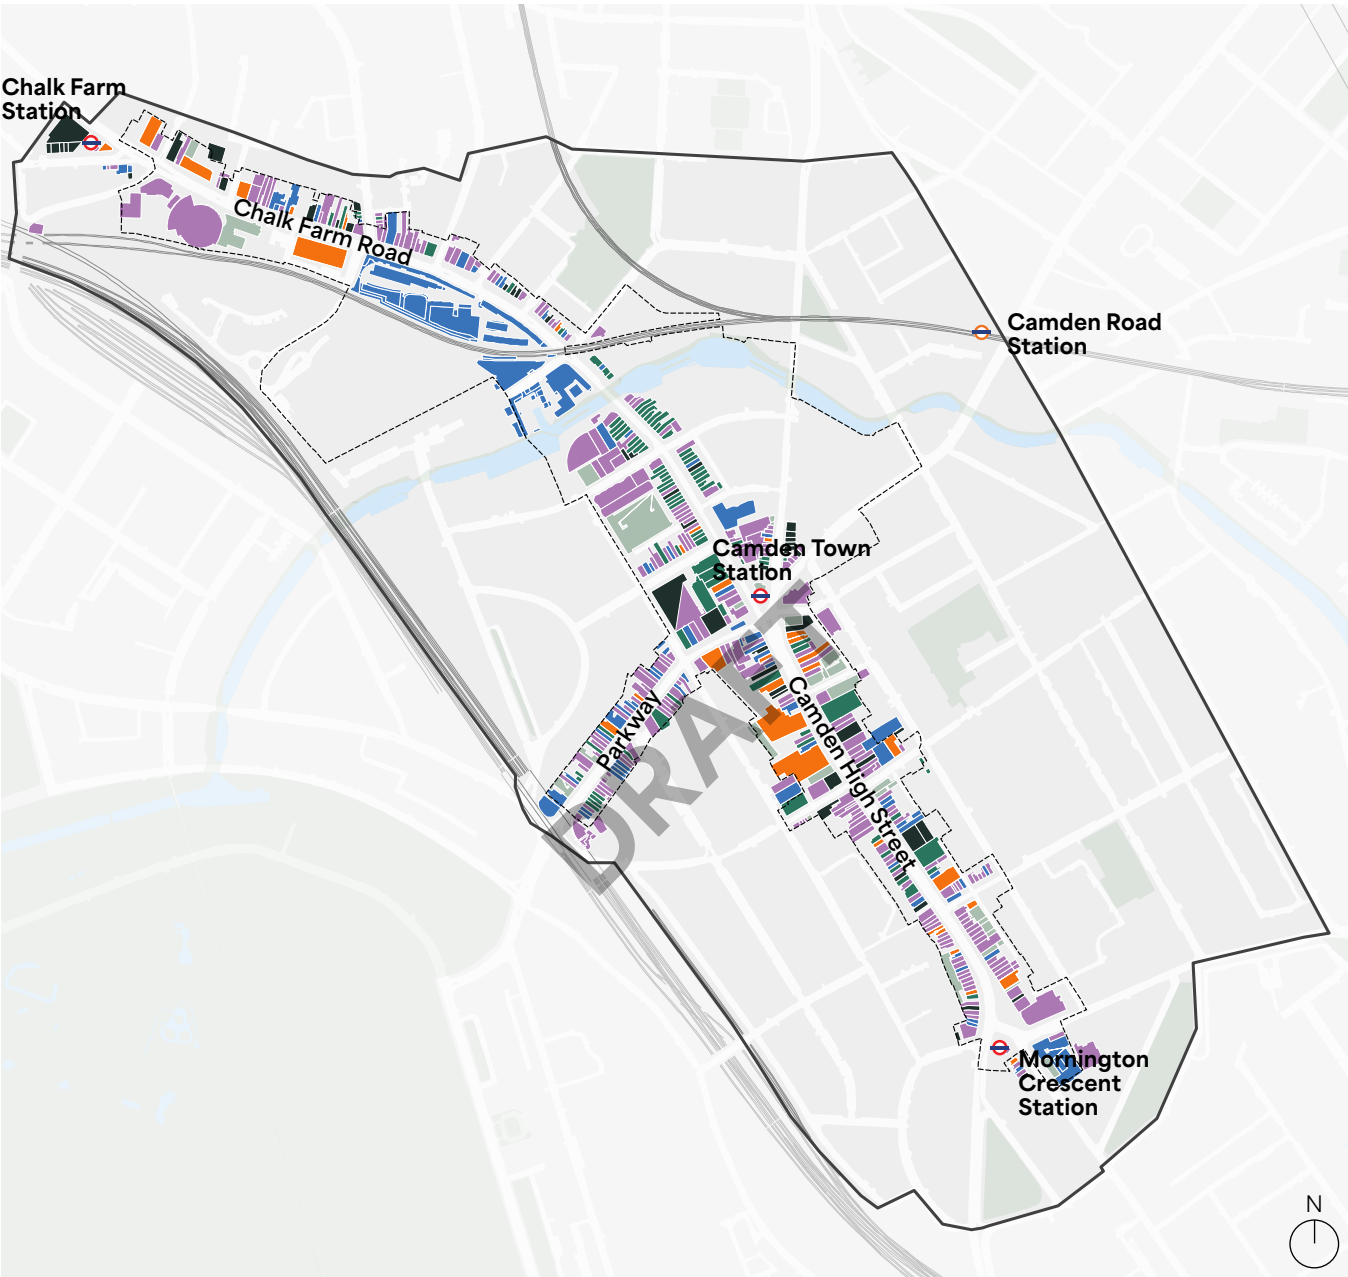 Chalk Farm
Station
Chalk Farm Road
Camden Road
Station
Camden Town
Station
Parkway
Camden High Street
DRAFT
Mornington
Crescent
Station
N